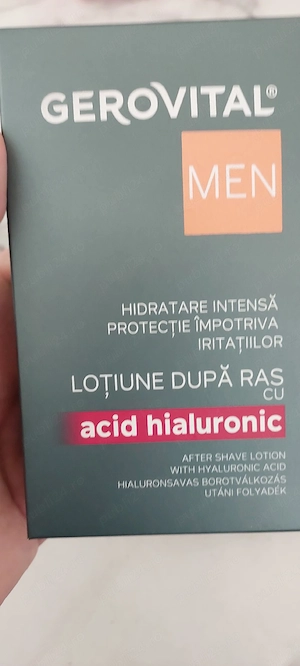 GEROVITAL®
MEN
HIDRATARE INTENSĂ
PROTECȚIE ÎMPOTRIVA
IRITAȚIILOR
LOȚIUNE DUPĂ RAS
CU
acid hialuronic
AFTER SHAVE LOTION
WITH HYALURONIC ACID
HIALURONSAVAS BOROTVÁLKOZÁS
UTÁNI FOLYADÉK